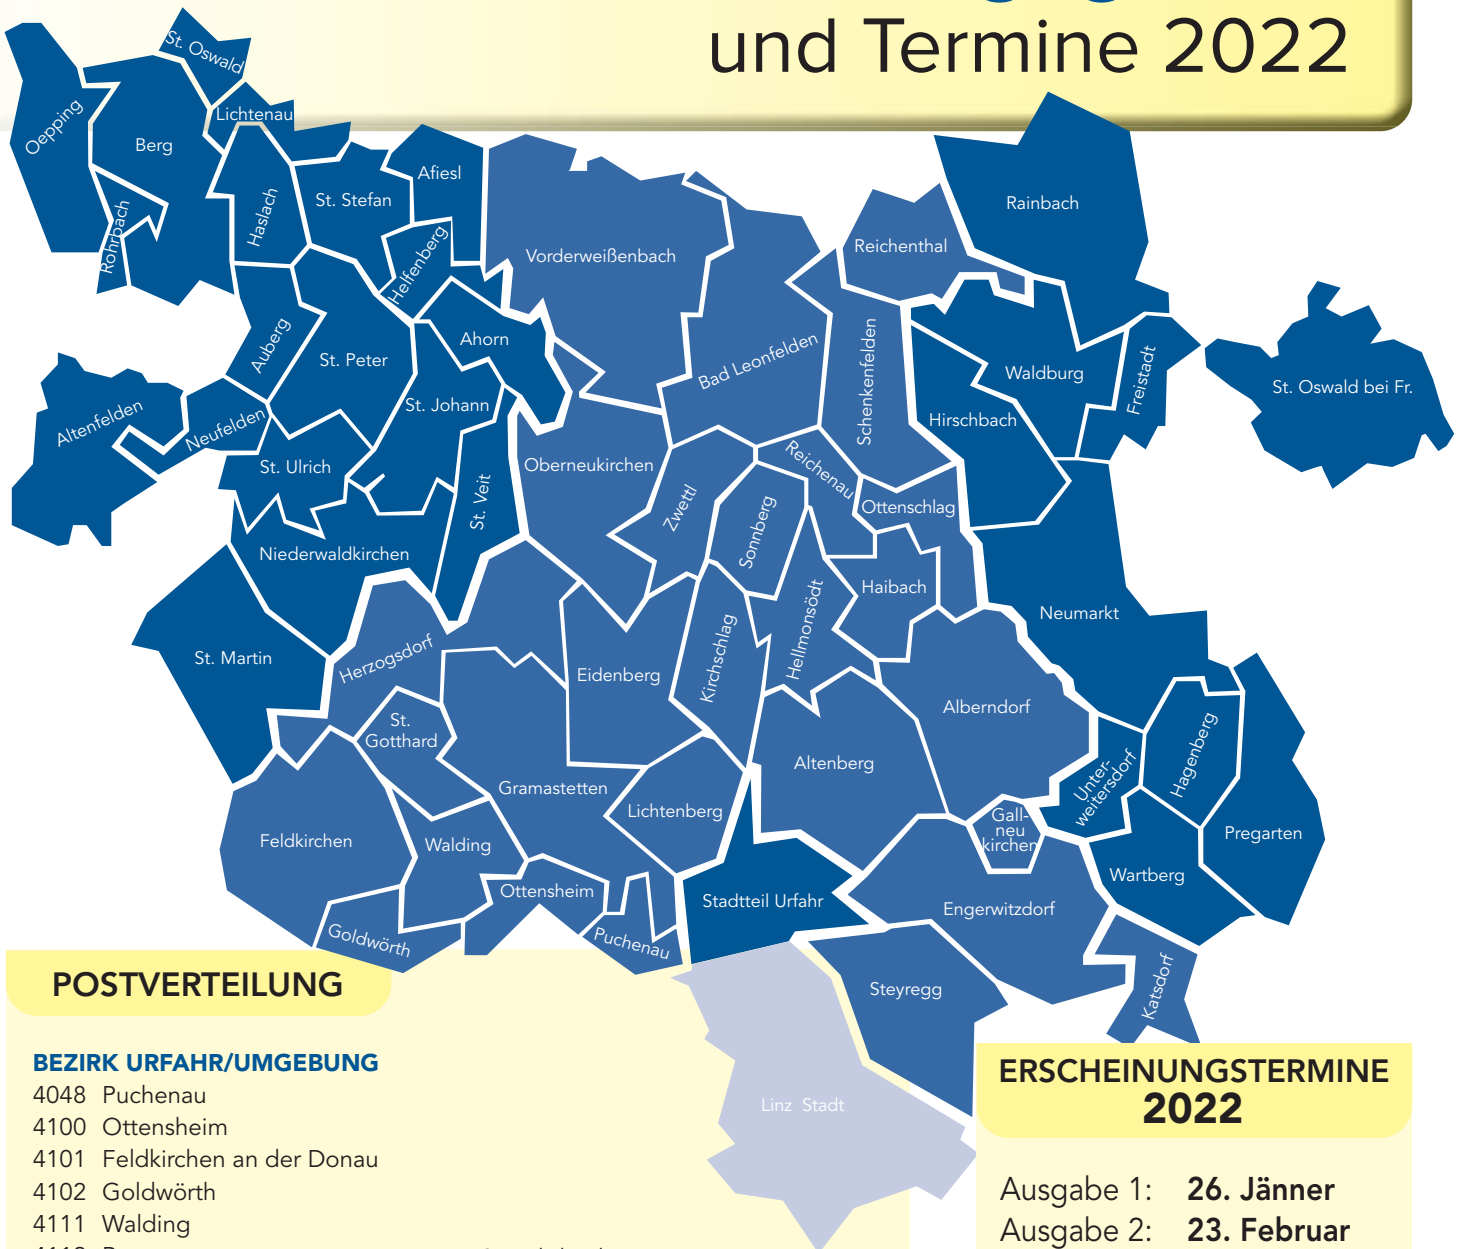 und Termine 2022
St. Oswald
Oepping
Lichtenau
Berg
Afiesl
St. Stefan
Rainbach
Haslach
Rohrbach
Reichenthal
Vorderweißenbach
Helfenberg
Ahorn
Auberg
St. Peter
Bad Leonfelden
Schenkenfelden
Waldburg
Freistadt
St. Oswald bei Fr.
St. Johann
Altenfelden
Neufelden
Hirschbach
St. Ulrich
Oberneukirchen
Reichenau
St. Veit
Zwettl
Ottenschlag
Sonnberg
Niederwaldkirchen
Haibach
Neumarkt
Hellmonsödt
St. Martin
Herzogsdorf
Eidenberg
Kirchschlag
Alberndorf
St.
Gotthard
Altenberg
Hagenberg
Unter-
weitersdorf
Gramastetten
Lichtenberg
Gall-
neu
kirchen
Feldkirchen
Walding
Pregarten
Wartberg
Ottensheim
Stadtteil Urfahr
Engerwitzdorf
Goldwörth
Puchenau
Steyregg
Katsdorf
Linz Stadt
POSTVERTEILUNG
BEZIRK URFAHR/UMGEBUNG
4048 Puchenau
4100 Ottensheim
4101 Feldkirchen an der Donau
4102 Goldwörth
4111 Walding
ERSCHEINUNGSTERMINE
2022
Ausgabe 1: 26. Jänner
Ausgabe 2: 23. Februar